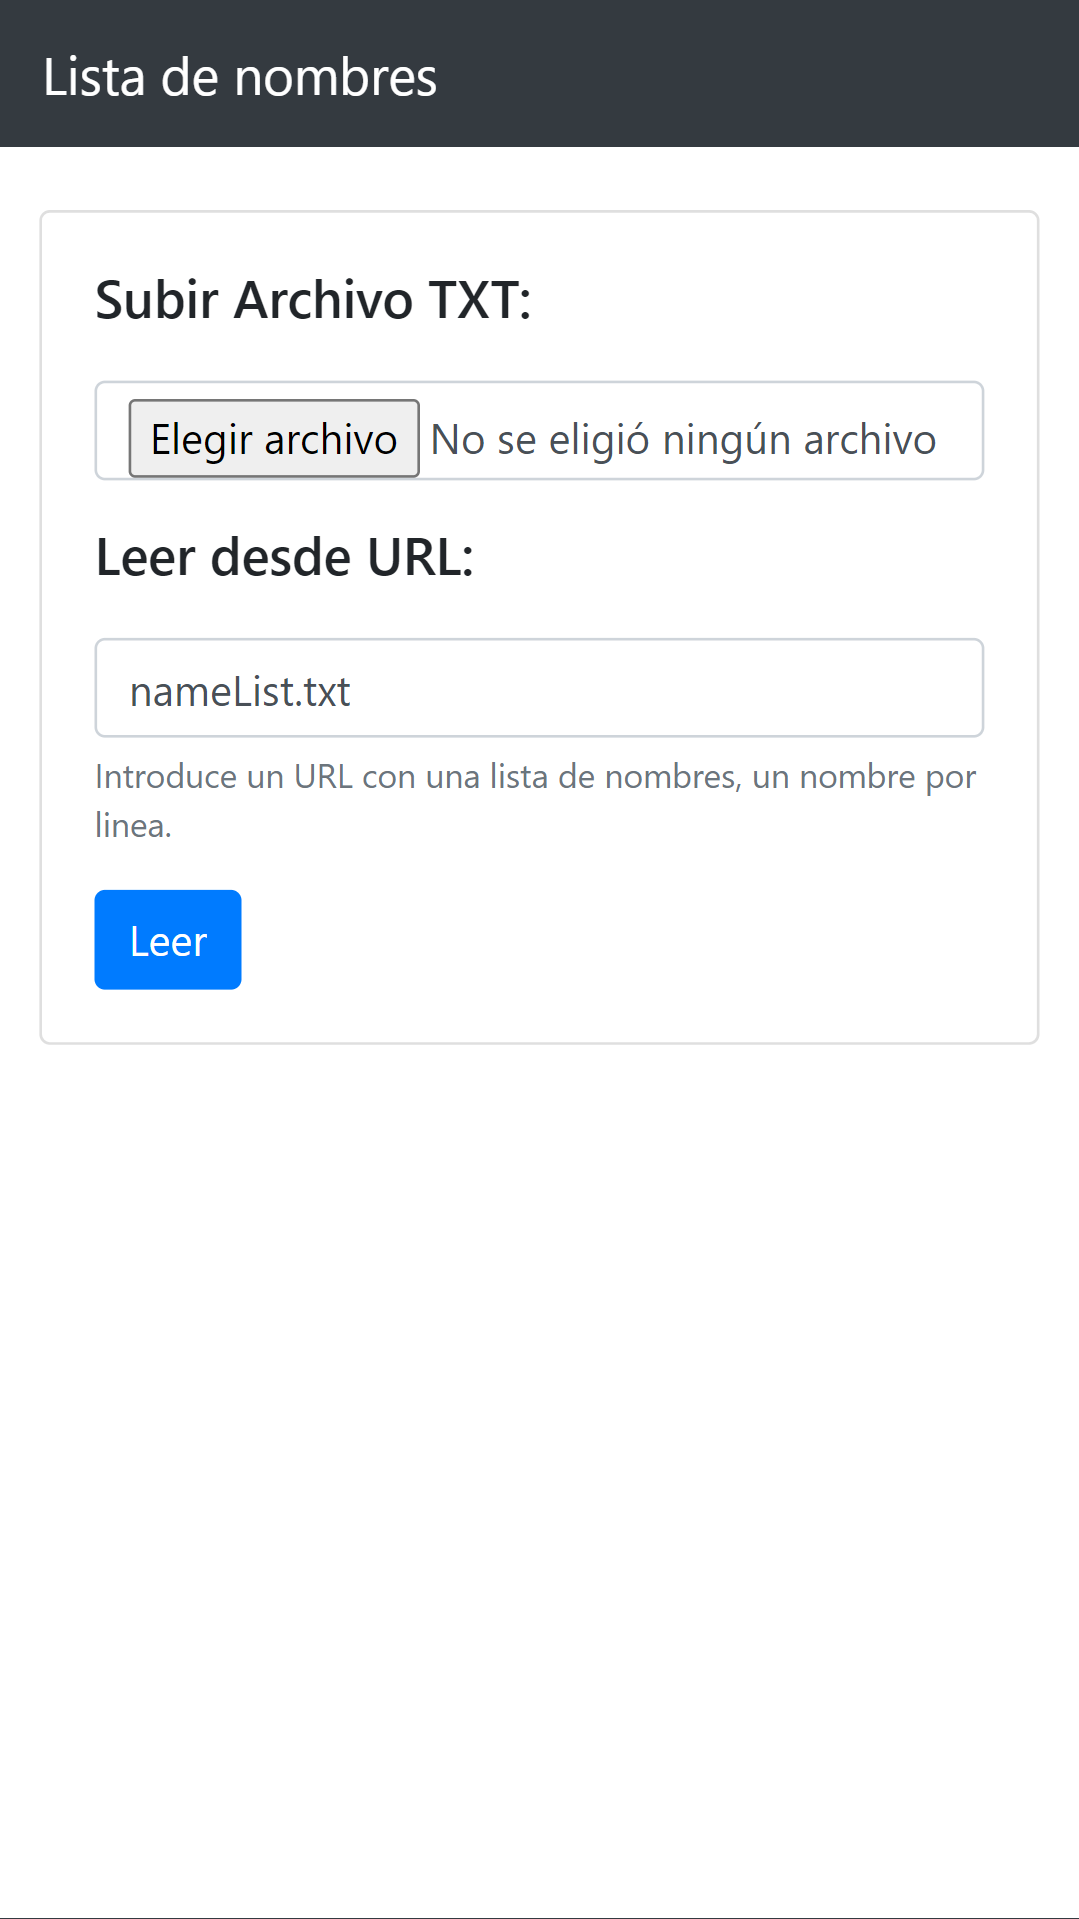 Lista de nombres
Subir Archivo TXT:
Elegir archivo No se eligió ningún archivo
Leer desde URL:
nameList.txt
Introduce un URL con una lista de nombres, un nombre por
linea.
Leer